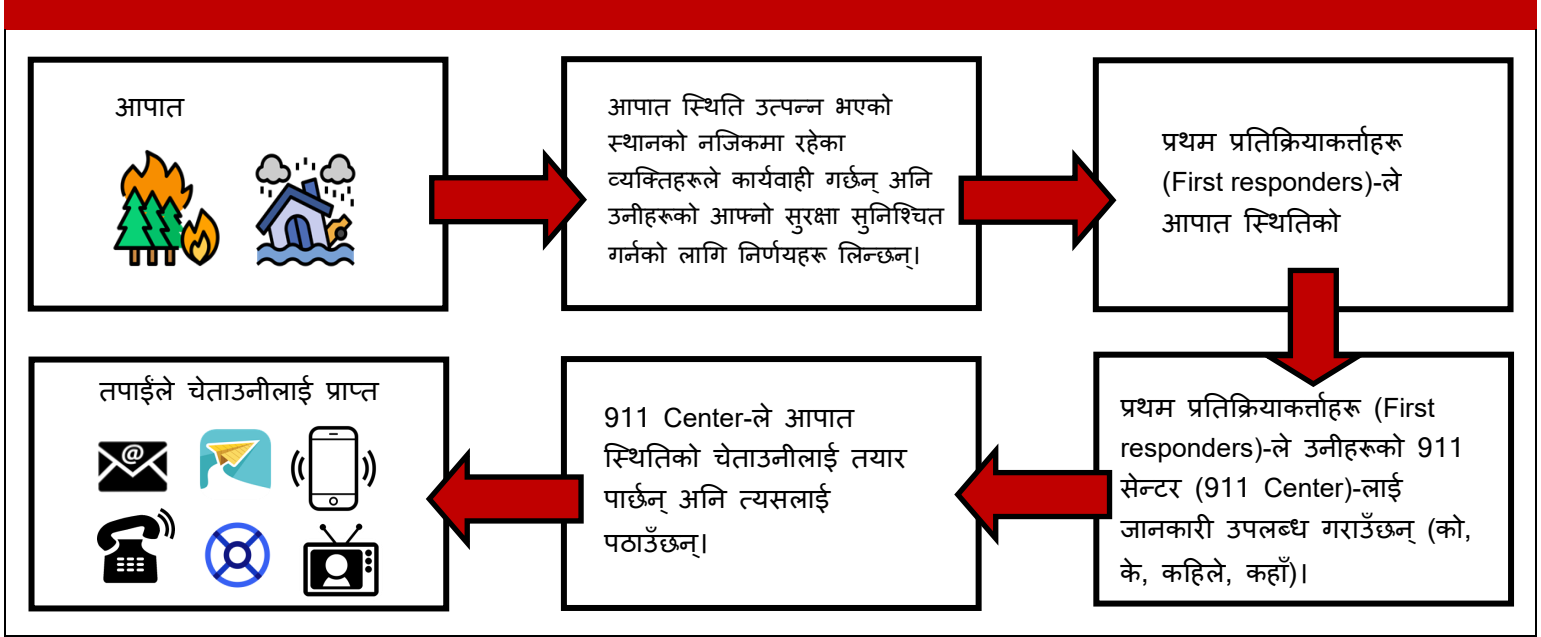 आपात
आपात स्थिति उत्पन्न भएको
स्थानको नजिकमा रहेका
व्यक्तिहरूले कार्यवाही गर्छन् अनि
उनीहरूको आफ्नो सुरक्षा सुनिश्चित
गर्नको लागि निर्णयहरू लिन्छन्।
प्रथम प्रतिक्रियाकर्त्ताहरू
(First responders)-ले
आपात स्थितिको
प्रथम प्रतिक्रियाकर्त्ताहरू (First
responders)-ले उनीहरूको 911
सेन्टर (911 Center)-लाई
जानकारी उपलब्ध गराउँछन् (को,
के, कहिले, कहाँ)।
911 Center-ले आपात
स्थितिको चेताउनीलाई तयार
पार्छन् अनि त्यसलाई
पठाउँछन्।
तपाईंले चेताउनीलाई प्राप्त
@